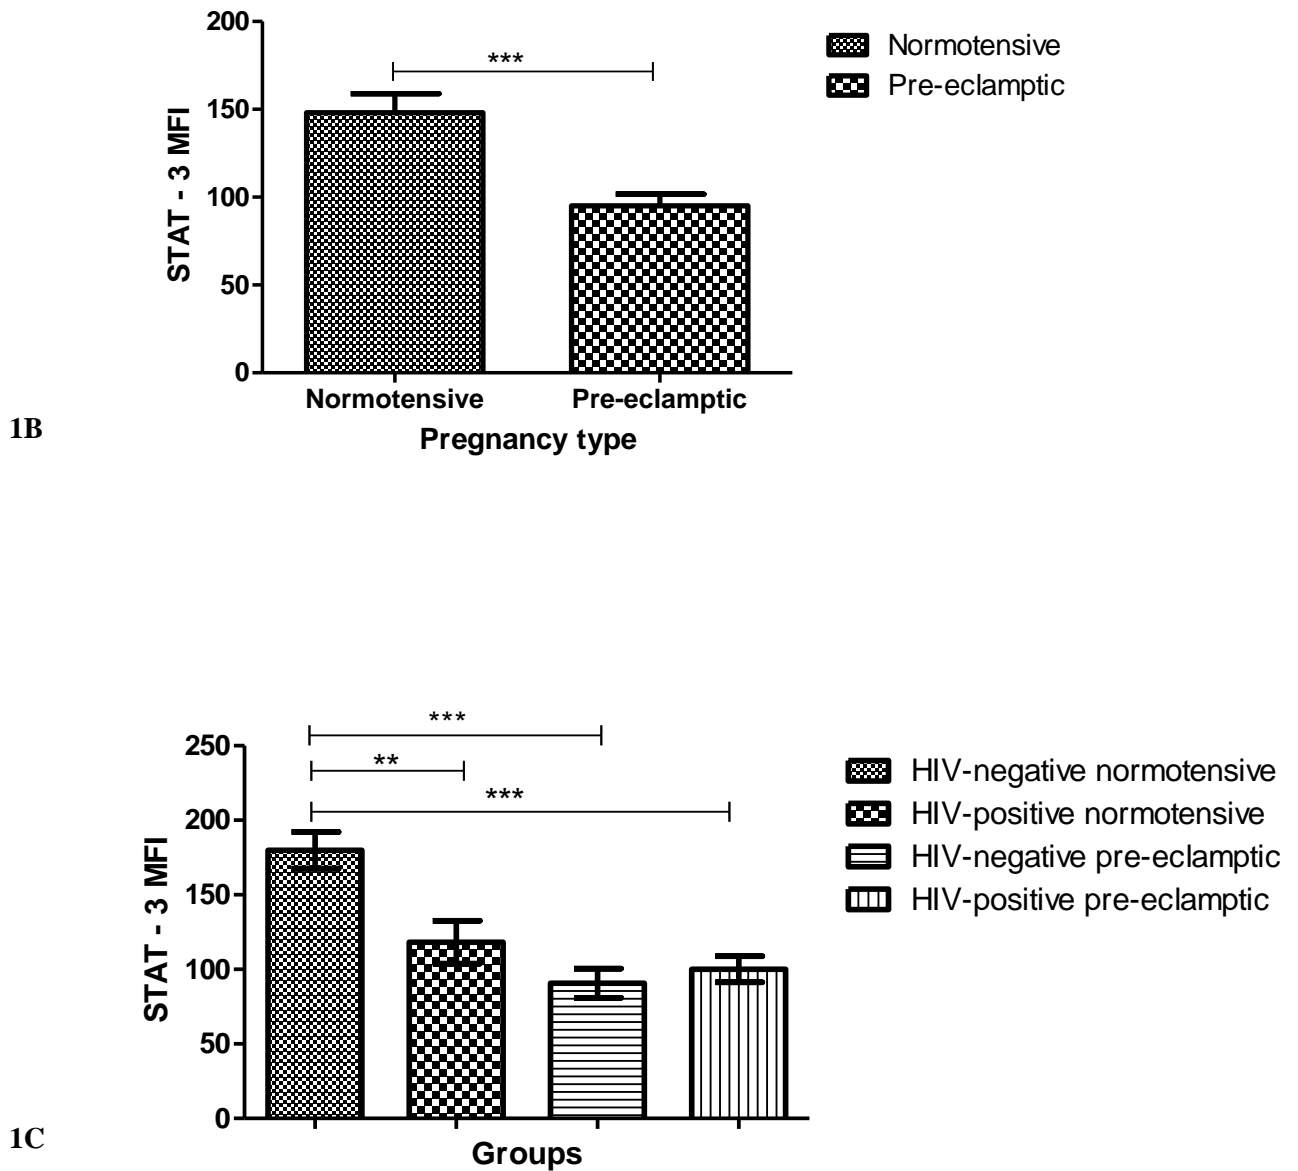 200
150
100
50
0
STAT - 3 MFI
***
Normotensive
Pre-eclamptic
Normotensive Pre-eclamptic
Pregnancy type
1B
250
200
150
100
50
0
STAT - 3 MFI
***
**
***
HIV-negative normotensive
HIV-positive normotensive
HIV-negative pre-eclamptic
HIV-positive pre-eclamptic
Groups
1C